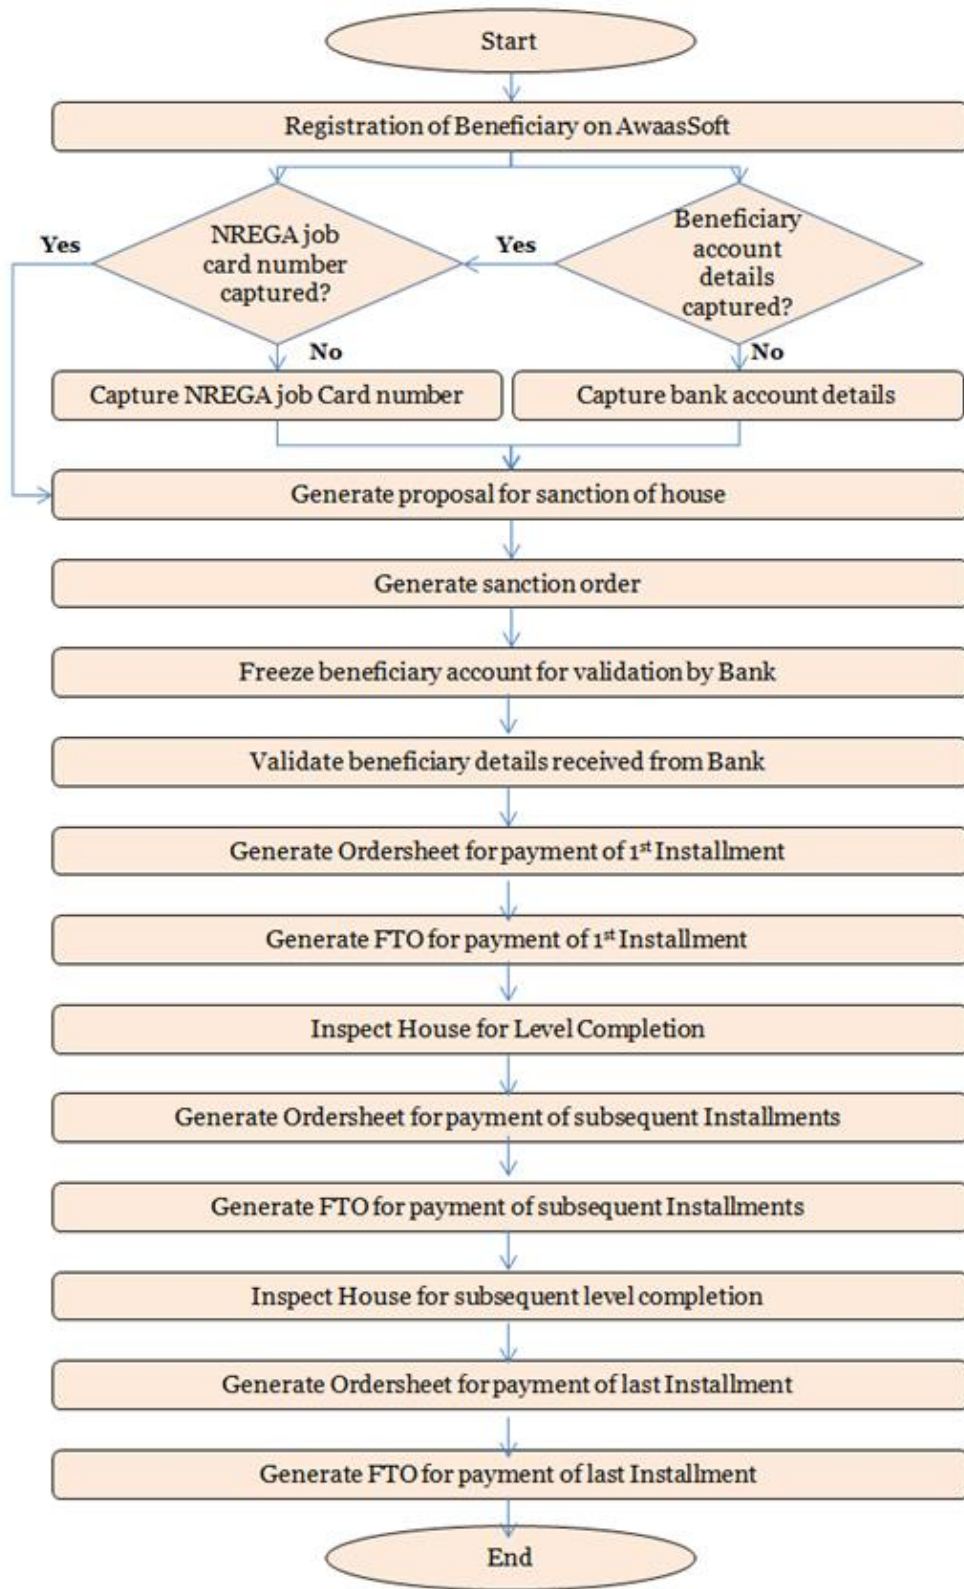 Start
Registration of Beneficiary on AwaasSoft
Yes
NREGA job
card number
captured?
Yes
Beneficiary
account
details
captured?
No
No
Capture NREGA job Card number
Capture bank account details
Generate proposal for sanction of house
Generate sanction order
Freeze beneficiary account for validation by Bank
Validate beneficiary details received from Bank
Generate Ordersheet for payment of 1st Installment
Generate FTO for payment of 1st Installment
Inspect House for Level Completion
Generate Ordersheet for payment of subsequent Installments
Generate FTO for payment of subsequent Installments
Inspect House for subsequent level completion
Generate Ordersheet for payment of last Installment
Generate FTO for payment of last Installment
End